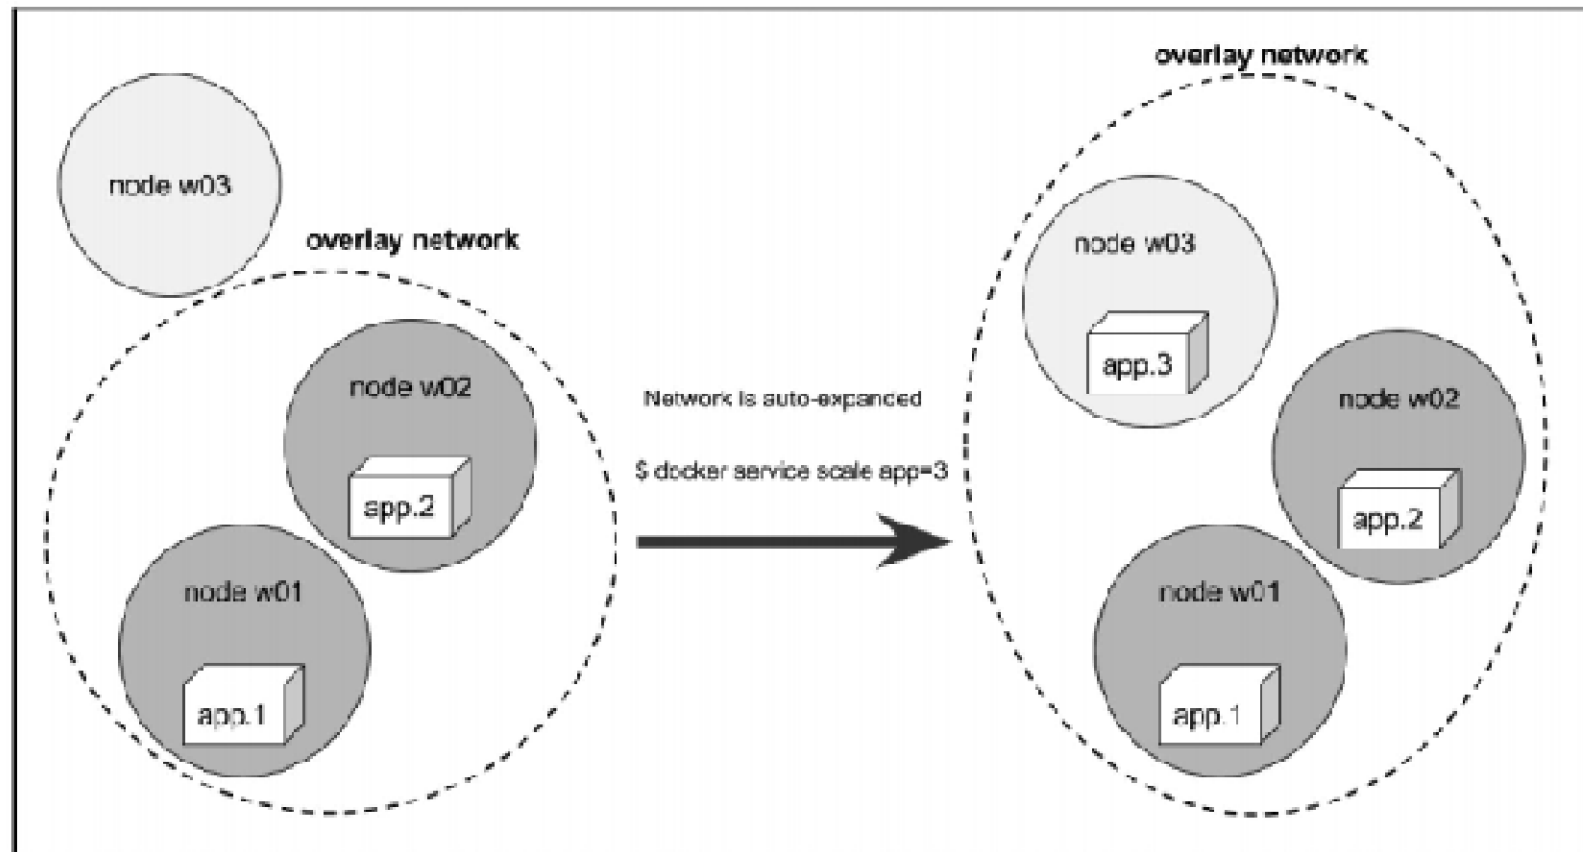 node w03
overlay network
node w02
app.2
node w01
app.1
Network is auto-expanded
$ docker service scale app=3
overlay network
node w03
app.3
node w02
app.2
node w01
app.1